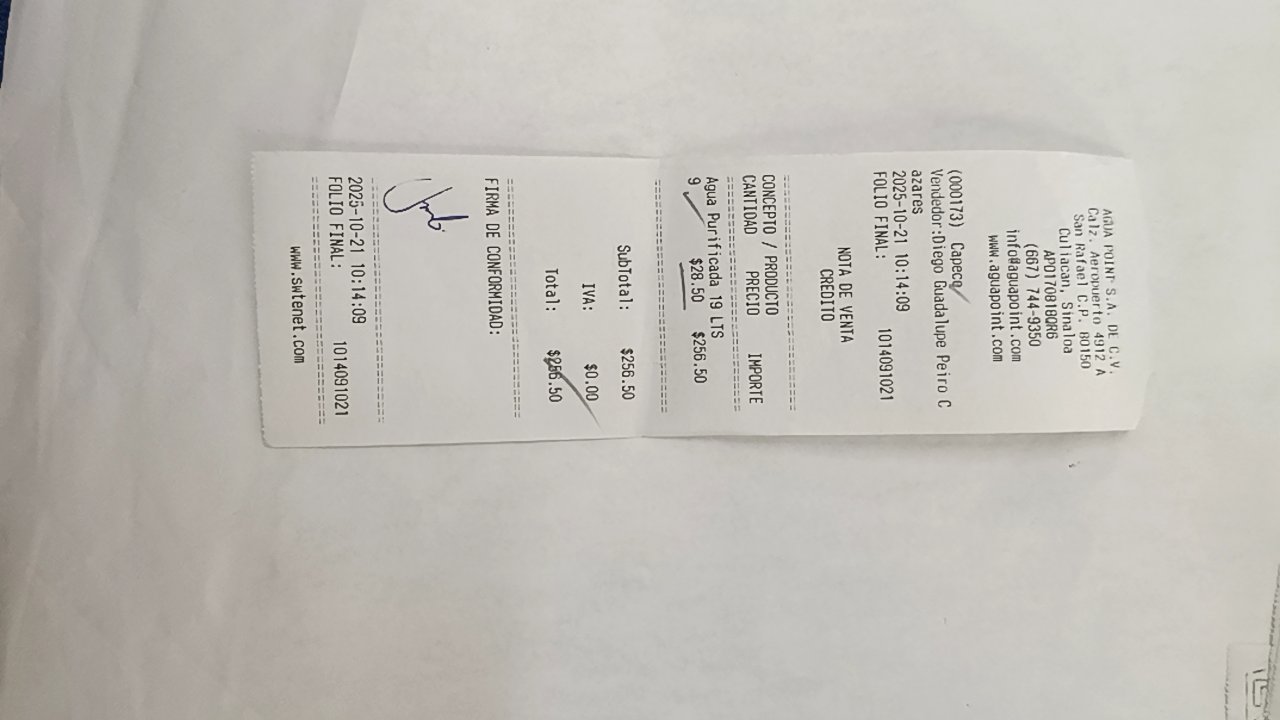 AGUA POINT S.A. DE C.V.
Calz. Aeropuerto 4912 A
San Rafael C.P. 80150
Culiacan, Sinaloa
APO170818QR6
(667) 744-9350
info@aguapoint.com
www.aguapoint.com
(000173) Capeco
Vendedor:Diego Guadalupe Peiro C
azares
2025-10-21 10:14:09
FOLIO FINAL: 1014091021
NOTA DE VENTA
CREDITO
================================
CONCEPTO / PRODUCTO
CANTIDAD PRECIO IMPORTE
================================
Agua Purificada 19 LTS
9 $28.50 $256.50
================================
SubTotal: $256.50
IVA: $0.00
Total: $256.50
================================
FIRMA DE CONFORMIDAD:
================================
2025-10-21 10:14:09
FOLIO FINAL: 1014091021
================================
www.swtenet.com